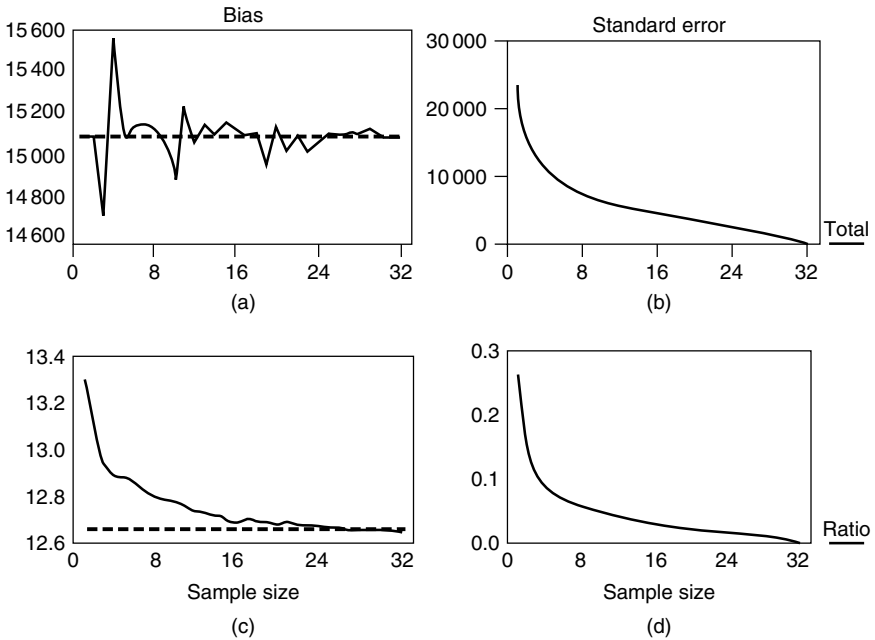 Bias
15 600
15 400
15 200
15 000
14 800
14 600
0 8 16 24 32
(a)
Standard error
30 000
20 000
10 000
0
0 8 16 24 32
(b)
Total
13.4
13.2
13.0
12.8
12.6
0 8 16 24 32
Sample size
(c)
0.3
0.2
0.1
0.0
0 8 16 24 32
Sample size
(d)
Ratio